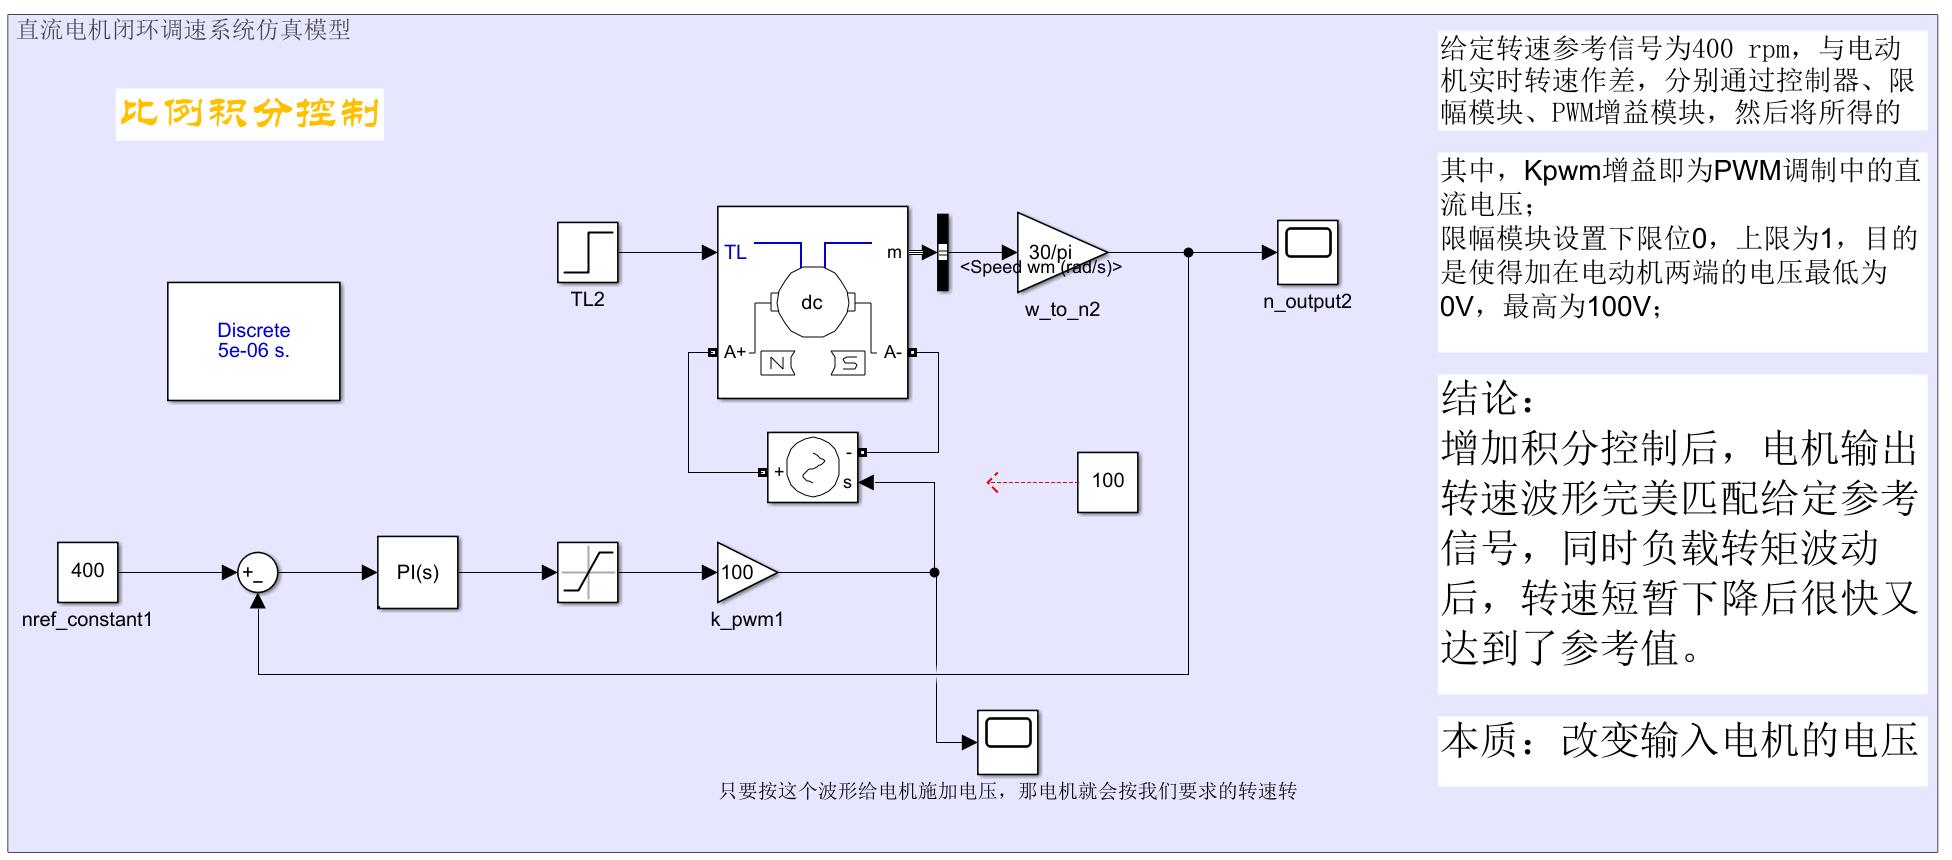 直流电机闭环调速系统仿真模型
比例积分控制
给定转速参考信号为400 rpm，与电动
机实时转速作差，分别通过控制器、限
幅模块、PWM增益模块，然后将所得的
其中，Kpwm增益即为PWM调制中的直
流电压；
限幅模块设置下限位0，上限为1，目的
是使得加在电动机两端的电压最低为
0V，最高为100V；
TL
m
TL2
dc
A+
N
S
A-
30/pi
<Speed wm (rad/s)>
w_to_n2
n_output2
Discrete
5e-06 s.
+
-
s
100
结论：
增加积分控制后，电机输出
转速波形完美匹配给定参考
信号，同时负载转矩波动
后，转速短暂下降后很快又
达到了参考值。
400
nref_constant1
+
-
PI(s)
100
k_pwm1
本质：改变输入电机的电压
只要按这个波形给电机施加电压，那电机就会按我们要求的转速转